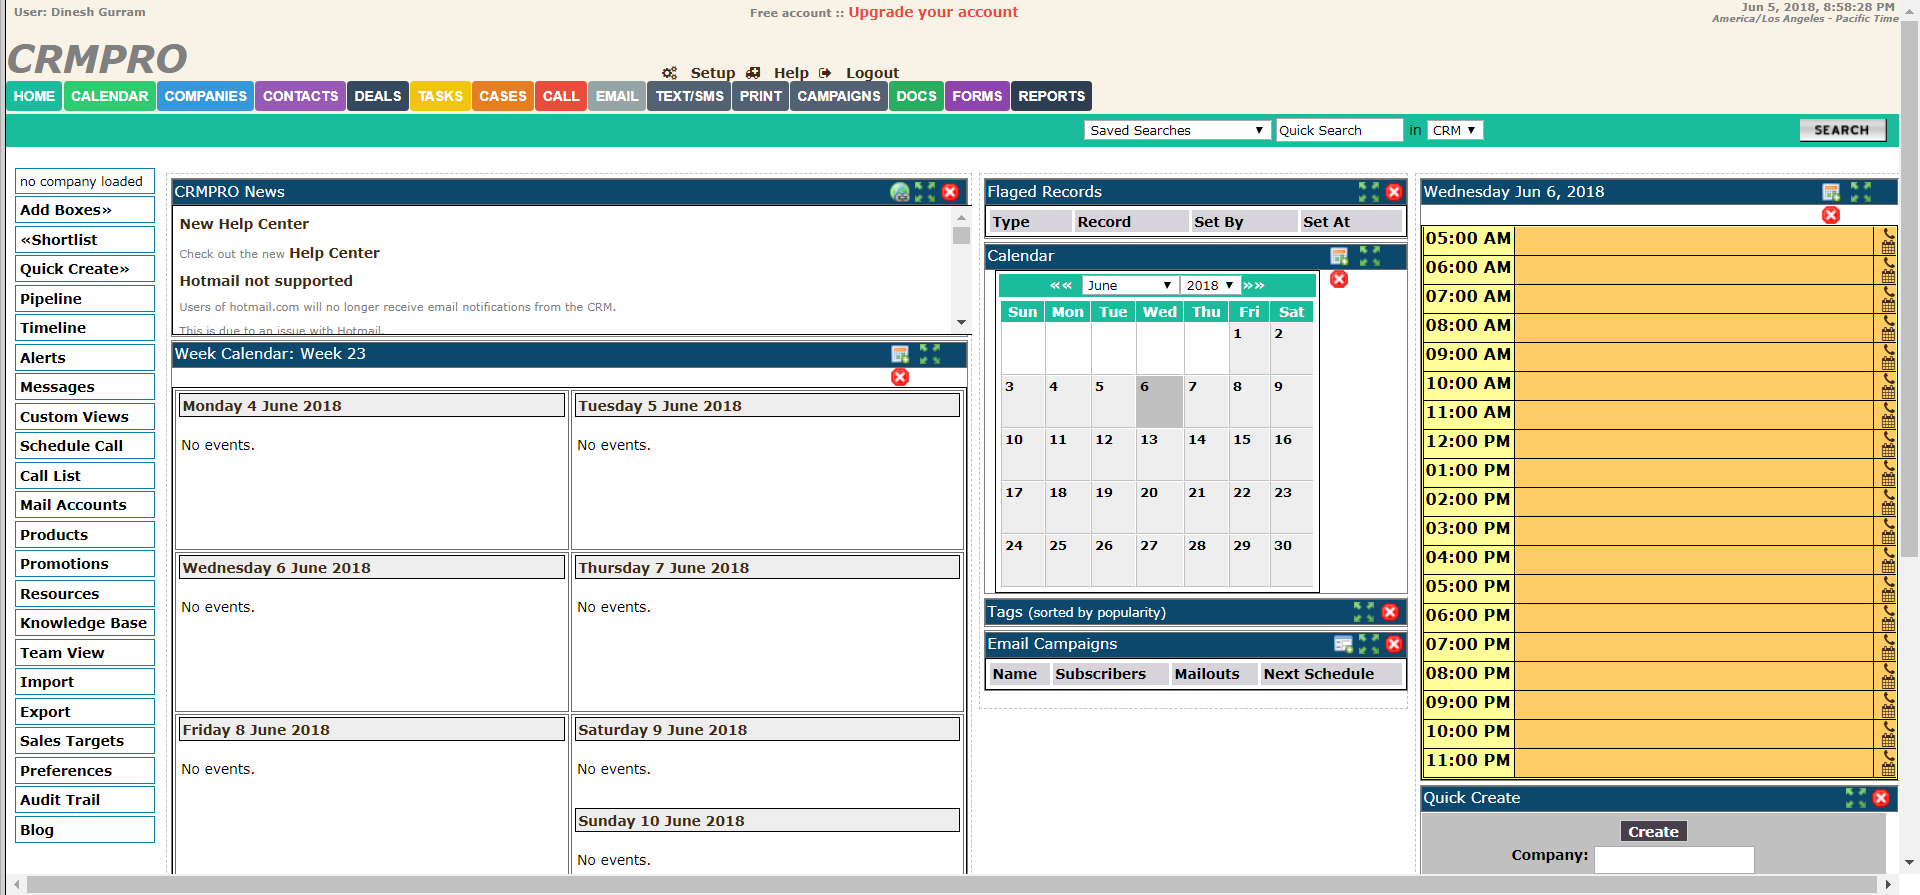 User: Dinesh Gurram
Free account :: Upgrade your account
Jun 5, 2018, 8:58:28 PM
America/Los Angeles - Pacific Time
CRMPRO
Setup Help Logout
HOME CALENDAR COMPANIES CONTACTS DEALS TASKS CASES CALL EMAIL TEXT/SMS PRINT CAMPAIGNS DOCS FORMS REPORTS
Saved Searches Quick Search in CRM SEARCH
no company loaded
Add Boxes»
«Shortlist
Quick Create»
Pipeline
Timeline
Alerts
Messages
Custom Views
Schedule Call
Call List
Mail Accounts
Products
Promotions
Resources
Knowledge Base
Team View
Import
Export
Sales Targets
Preferences
Audit Trail
Blog
CRMPRO News
New Help Center
Check out the new Help Center
Hotmail not supported
Users of hotmail.com will no longer receive email notifications from the CRM.
This is due to an issue with Hotmail.
Week Calendar: Week 23
Monday 4 June 2018
No events.
Tuesday 5 June 2018
No events.
Wednesday 6 June 2018
No events.
Thursday 7 June 2018
No events.
Friday 8 June 2018
No events.
Saturday 9 June 2018
No events.
Sunday 10 June 2018
No events.
Flaged Records
Type Record Set By Set At
Calendar
«« June 2018 »»
Sun Mon Tue Wed Thu Fri Sat
1 2
3 4 5 6 7 8 9
10 11 12 13 14 15 16
17 18 19 20 21 22 23
24 25 26 27 28 29 30
Tags (sorted by popularity)
Email Campaigns
Name Subscribers Mailouts Next Schedule
Wednesday Jun 6, 2018
05:00 AM
06:00 AM
07:00 AM
08:00 AM
09:00 AM
10:00 AM
11:00 AM
12:00 PM
01:00 PM
02:00 PM
03:00 PM
04:00 PM
05:00 PM
06:00 PM
07:00 PM
08:00 PM
09:00 PM
10:00 PM
11:00 PM
Quick Create
Create
Company: